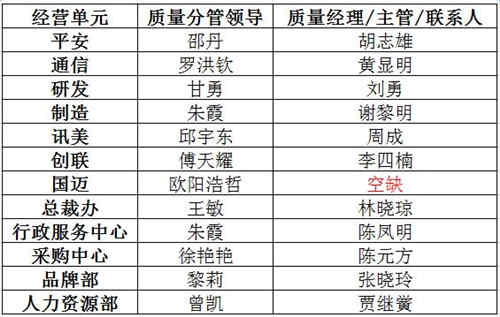 经营单元 质量分管领导 质量经理/主管/联系人
平安 邵丹 胡志雄
通信 罗洪钦 黄显明
研发 甘勇 刘勇
制造 朱霞 谢黎明
讯美 邱宇东 周成
创联 傅天耀 李四楠
国迈 欧阳浩哲 空缺
总裁办 王敏 林晓琼
行政服务中心 朱霞 陈凤明
采购中心 徐艳艳 陈元方
品牌部 黎莉 张晓玲
人力资源部 曾凯 贾继黉